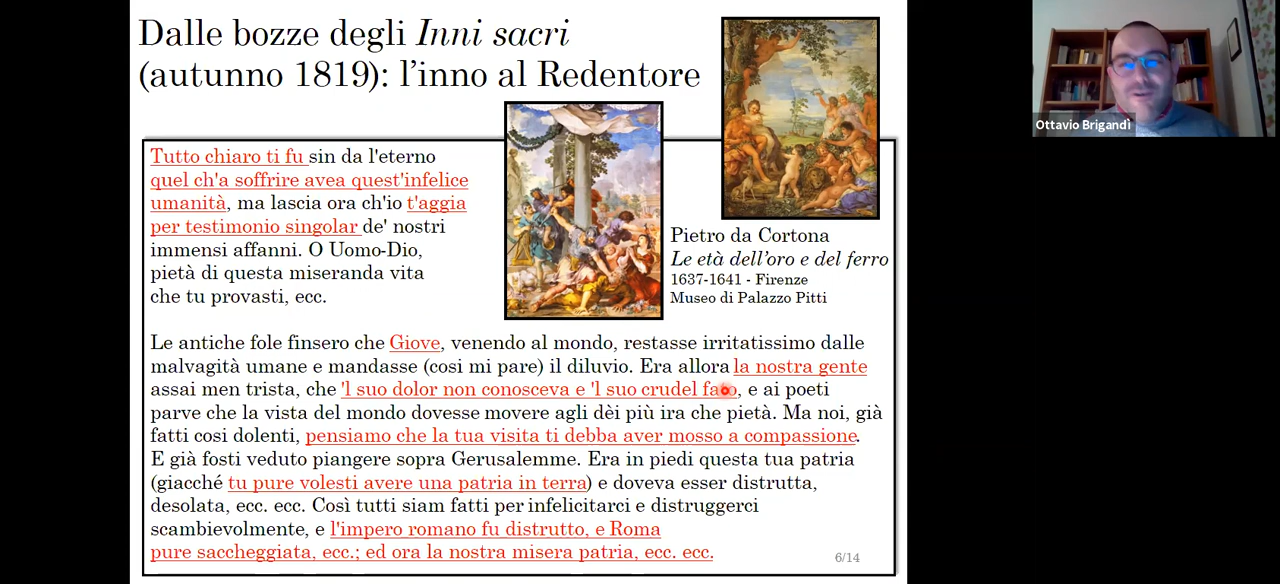 Dalle bozze degli Inni sacri
(autunno 1819): l'inno al Redentore
Ottavio Brigandì
Tutto chiaro ti fu sin da l'eterno
quel ch'a soffrire avea quest'infelice
umanità, ma lascia ora ch'io t'aggia
per testimonio singolar de' nostri
immensi affanni. O Uomo-Dio,
pietà di questa miseranda vita
che tu provasti, ecc.
Pietro da Cortona
Le età dell'oro e del ferro
1637-1641 - Firenze
Museo di Palazzo Pitti
Le antiche fole finsero che Giove, venendo al mondo, restasse irritatissimo dalle
malvagità umane e mandasse (cosi mi pare) il diluvio. Era allora la nostra gente
assai men trista, che 'l suo dolor non conosceva e 'l suo crudel , e ai poeti
parve che la vista del mondo dovesse movere agli dèi più ira che pietà. Ma noi, già
fatti cosi dolenti, pensiamo che la tua visita ti debba aver mosso a compassione.
E già fosti veduto piangere sopra Gerusalemme. Era in piedi questa tua patria
(giacché tu pure volesti avere una patria in terra) e doveva esser distrutta,
desolata, ecc. ecc. Così tutti siam fatti per infelicitarci e distruggerci
scambievolmente, e l'impero romano fu distrutto, e Roma
pure saccheggiata, ecc.; ed ora la nostra misera patria, ecc. ecc.
6/14